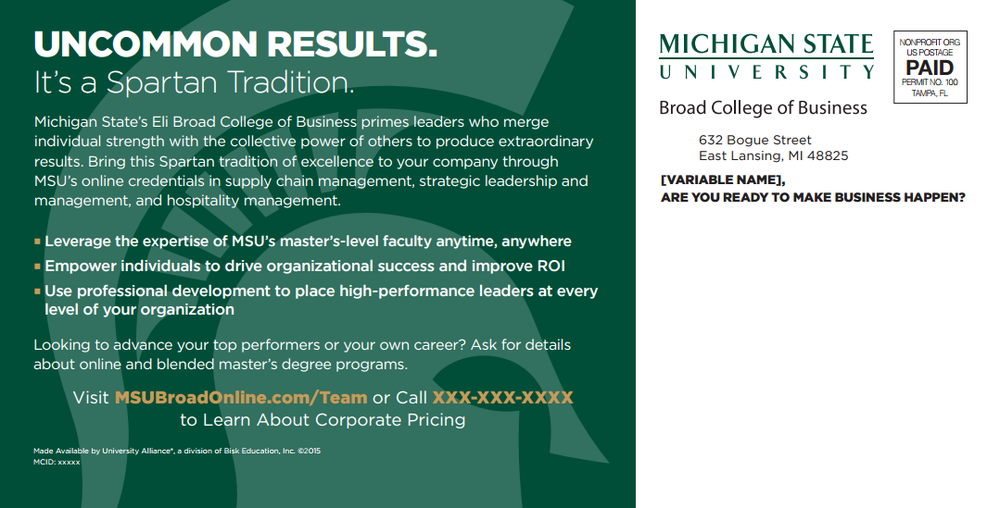 UNCOMMON RESULTS.
It's a Spartan Tradition.
Michigan State's Eli Broad College of Business primes leaders who merge
individual strength with the collective power of others to produce extraordinary
results. Bring this Spartan tradition of excellence to your company through
MSU's online credentials in supply chain management, strategic leadership and
management, and hospitality management.
Leverage the expertise of MSU's master's-level faculty anytime, anywhere
Empower individuals to drive organizational success and improve ROI
Use professional development to place high-performance leaders at every
level of your organization
Looking to advance your top performers or your own career? Ask for details
about online and blended master's degree programs.
Visit MSUBroadOnline.com/Team or Call XXX-XXX-XXXX
to Learn About Corporate Pricing
Made Available by University Alliance®, a division of Bisk Education, Inc. ©2015
MCID: xxxxx
MICHIGAN STATE
UNIVERSITY
Broad College of Business
632 Bogue Street
East Lansing, MI 48825
[VARIABLE NAME],
ARE YOU READY TO MAKE BUSINESS HAPPEN?
NONPROFIT ORG
US POSTAGE
PAID
PERMIT NO. 100
TAMPA, FL